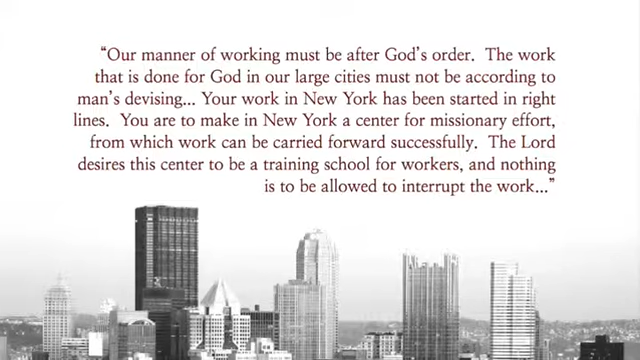 “Our manner of working must be after God’s order.  The work
that is done for God in our large cities must not be according to
man’s devising... Your work in New York has been started in right
lines.  You are to make in New York a center for missionary effort,
from which work can be carried forward successfully.  The Lord
desires this center to be a training school for workers, and nothing
is to be allowed to interrupt the work...”